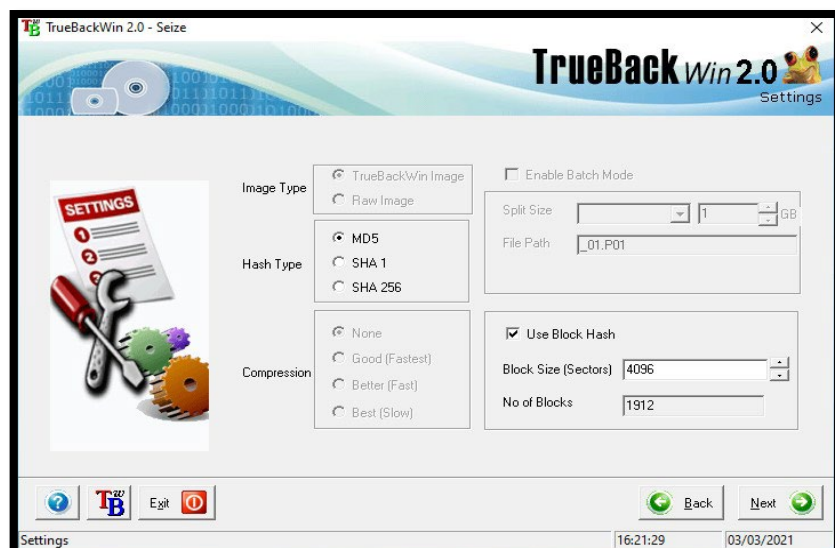 TrueBackWin 2.0 - Seize
TrueBack Win 2.0
Settings
SETTINGS
1
2
3
Image Type
TrueBackWin Image
Raw Image
Hash Type
MD5
SHA 1
SHA 256
Compression
None
Good (Fastest)
Better (Fast)
Best (Slow)
Enable Batch Mode
Split Size
1
GB
File Path
_01.P01
Use Block Hash
Block Size (Sectors)
4096
No of Blocks
1912
Exit
Back
Next
Settings
16:21:29
03/03/2021